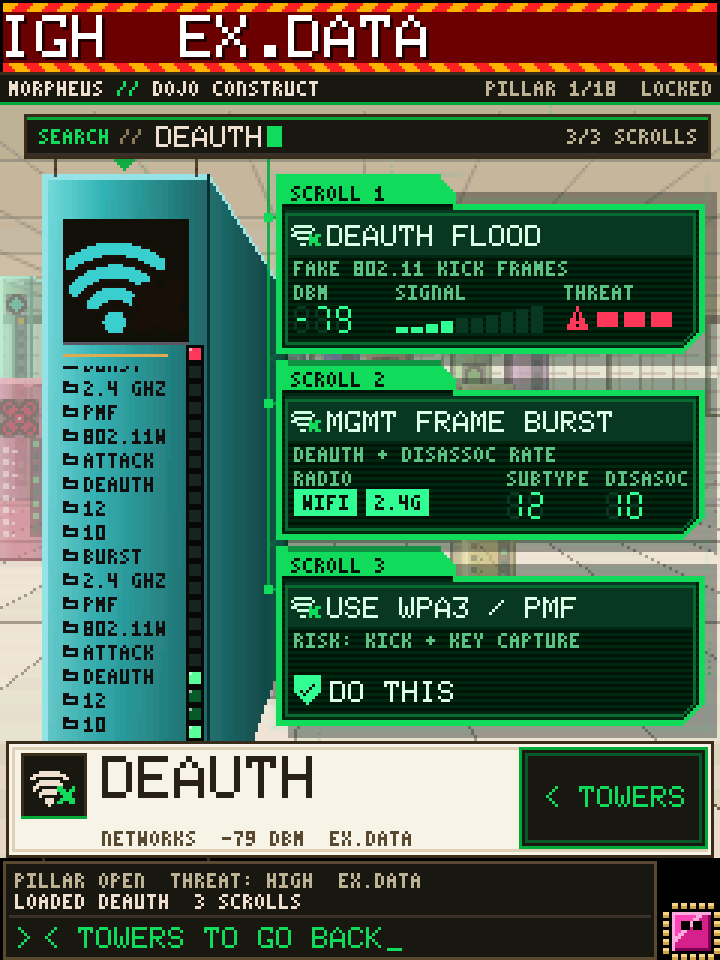 IGH EX.DATA
MORPHEUS // DOJO CONSTRUCT
PILLAR 1/18 LOCKED
SEARCH // DEAUTH
3/3 SCROLLS
SCROLL 1
DEAUTH FLOOD
FAKE 802.11 KICK FRAMES
DBM SIGNAL THREAT
-79
SCROLL 2
MGMT FRAME BURST
DEAUTH + DISASSOC RATE
RADIO SUBTYPE DISASOC
WIFI 2.4G 12 10
SCROLL 3
USE WPA3 / PMF
RISK: KICK + KEY CAPTURE
DO THIS
BURST
2.4 GHZ
PMF
802.11W
ATTACK
DEAUTH
12
10
BURST
2.4 GHZ
PMF
802.11W
ATTACK
DEAUTH
12
10
DEAUTH
NETWORKS -79 DBM EX.DATA
< TOWERS
PILLAR OPEN THREAT: HIGH EX.DATA
LOADED DEAUTH 3 SCROLLS
> < TOWERS TO GO BACK_